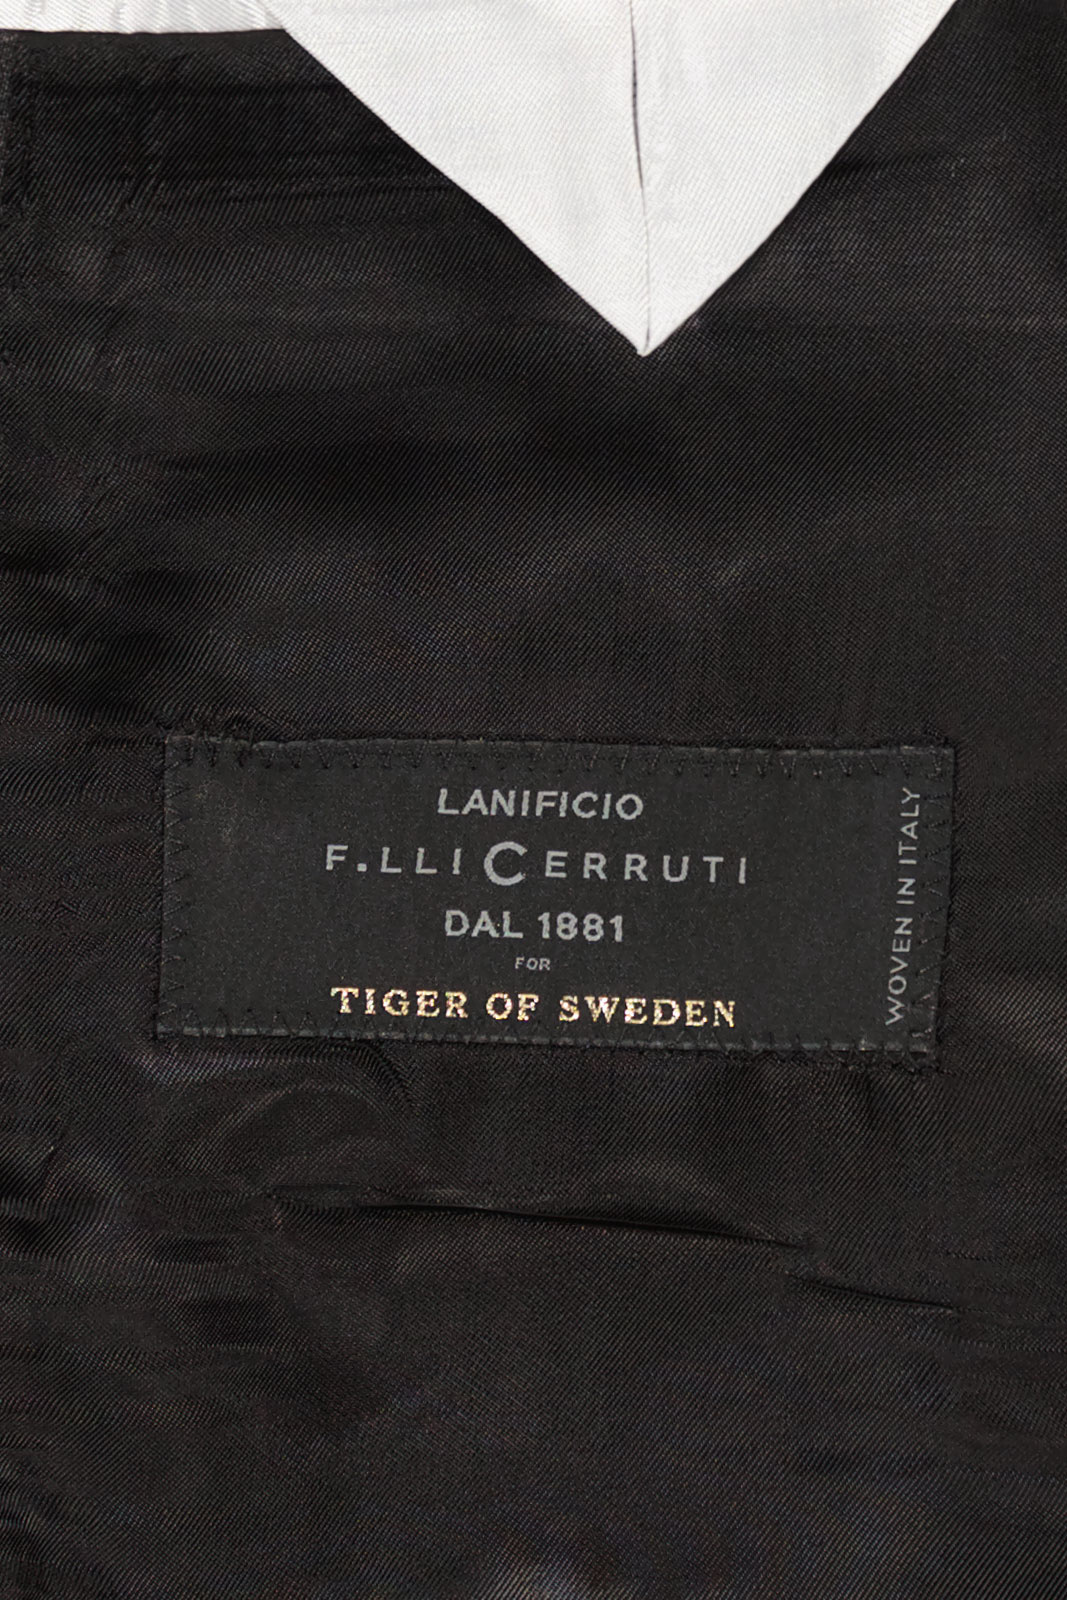 LANIFICIO
F.LLI CERRUTI
DAL 1881
FOR
TIGER OF SWEDEN
WOVEN IN ITALY